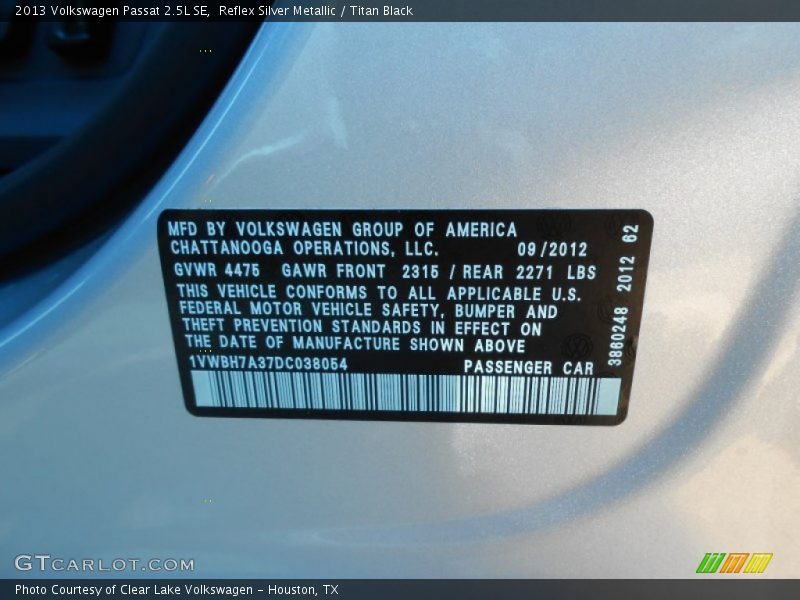 2013 Volkswagen Passat 2.5L SE, Reflex Silver Metallic / Titan Black
MFD BY VOLKSWAGEN GROUP OF AMERICA
CHATTANOOGA OPERATIONS, LLC. 09/2012
GVWR 4475 GAWR FRONT 2315 / REAR 2271 LBS
THIS VEHICLE CONFORMS TO ALL APPLICABLE U.S.
FEDERAL MOTOR VEHICLE SAFETY, BUMPER AND
THEFT PREVENTION STANDARDS IN EFFECT ON
THE DATE OF MANUFACTURE SHOWN ABOVE
1VWBH7A37DC038054 PASSENGER CAR
3860248 2012 62
GTCARLOT.COM
Photo Courtesy of Clear Lake Volkswagen - Houston, TX